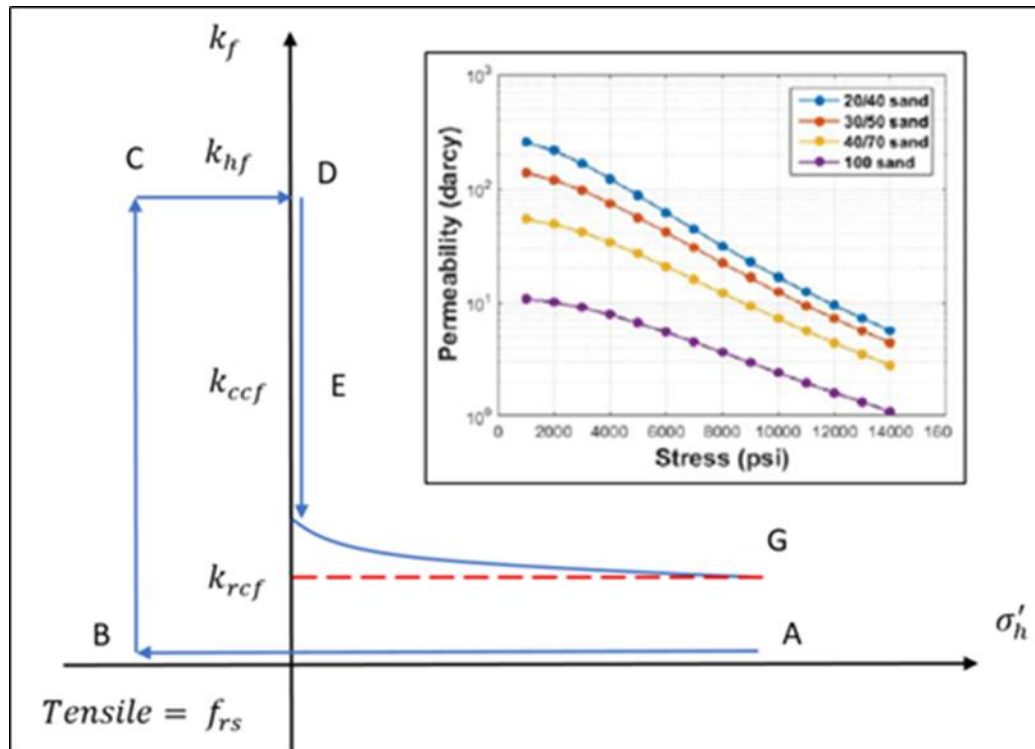 k_f
C
k_hf
D
k_ccf
E
k_rcf
G
B
A
σ'_h
Tensile = f_rs
10^3
10^2
10^1
10^0
Permeability (darcy)
20/40 sand
30/50 sand
40/70 sand
100 sand
0 2000 4000 6000 8000 10000 12000 14000 160
Stress (psi)